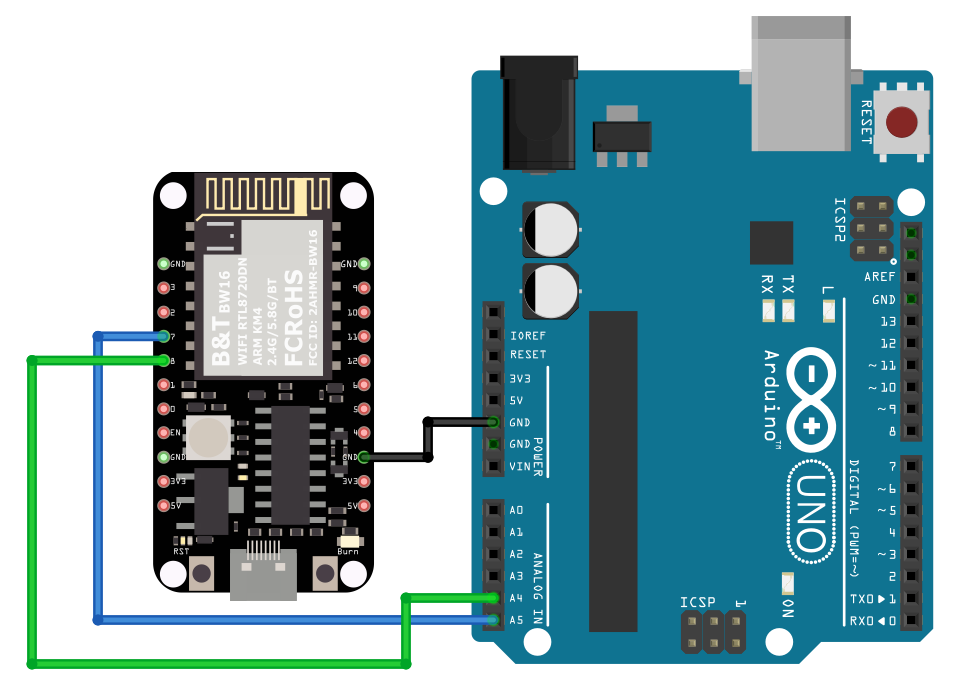 GND
3
2
7
8
1
0
EN
GND
3V3
5V
RST
B&T BW16
WIFI RTL8720DN
ARM KM4
2.4G/5.8G/BT
FCRoHS
FCC ID: 2AHMR-BW16
GND
9
10
11
12
6
5
4
GND
3V3
5V
Burn
RESET
ICSP2
IOREF
RESET
3V3
5V
GND
GND
VIN
POWER
A0
A1
A2
A3
A4
A5
ANALOG IN
RX
TX
L
Arduino™
UNO
ON
ICSP
1
AREF
GND
13
12
~11
~10
~9
8
7
~6
~5
4
~3
2
TX0▶1
RX0◀0
DIGITAL (PWM=~)